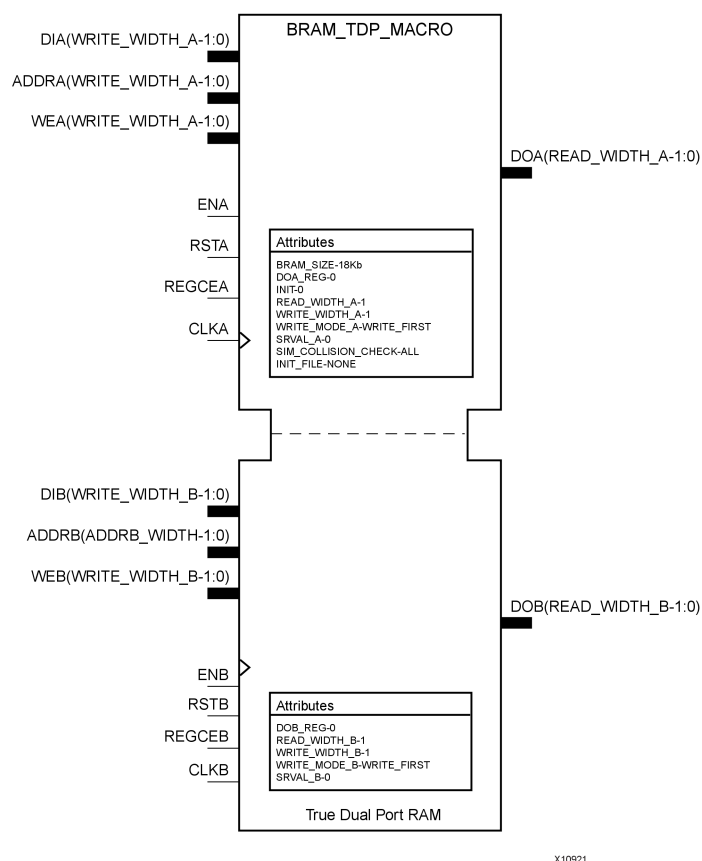 BRAM_TDP_MACRO
DIA(WRITE_WIDTH_A-1:0)
ADDRA(WRITE_WIDTH_A-1:0)
WEA(WRITE_WIDTH_A-1:0)
DOA(READ_WIDTH_A-1:0)
ENA
RSTA
REGCEA
CLKA
Attributes
BRAM_SIZE-18Kb
DOA_REG-0
INIT-0
READ_WIDTH_A-1
WRITE_WIDTH_A-1
WRITE_MODE_A-WRITE_FIRST
SRVAL_A-0
SIM_COLLISION_CHECK-ALL
INIT_FILE-NONE
DIB(WRITE_WIDTH_B-1:0)
ADDRB(ADDRB_WIDTH-1:0)
WEB(WRITE_WIDTH_B-1:0)
DOB(READ_WIDTH_B-1:0)
ENB
RSTB
REGCEB
CLKB
Attributes
DOB_REG-0
READ_WIDTH_B-1
WRITE_WIDTH_B-1
WRITE_MODE_B-WRITE_FIRST
SRVAL_B-0
True Dual Port RAM
X10921